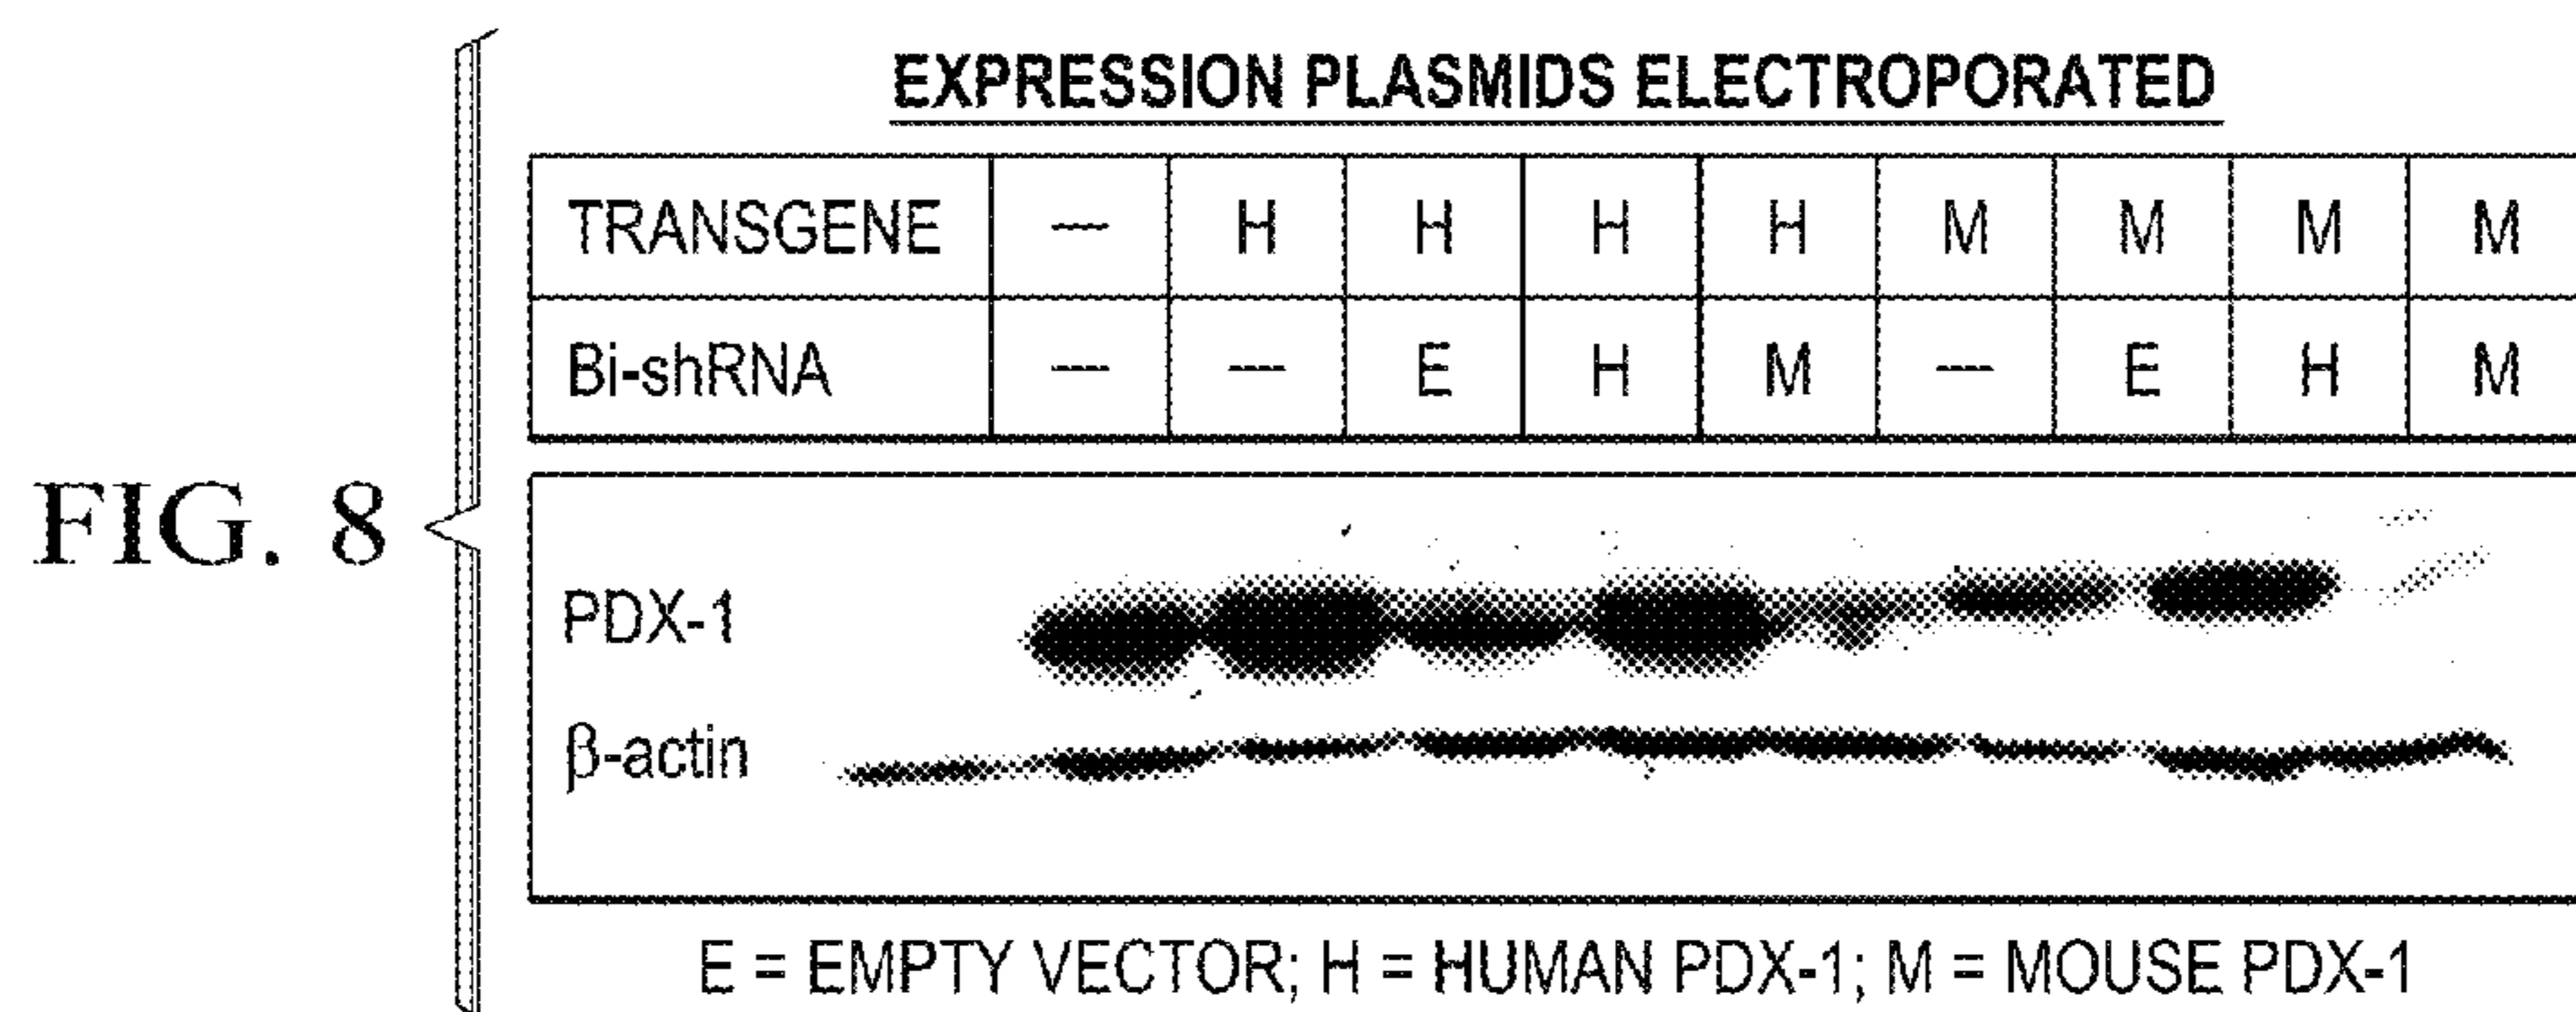 EXPRESSION PLASMIDS ELECTROPORATED
TRANSGENE — H H H H M M M M
Bi-shRNA — — E H M — E H M
FIG. 8
PDX-1
β-actin
E = EMPTY VECTOR; H = HUMAN PDX-1; M = MOUSE PDX-1